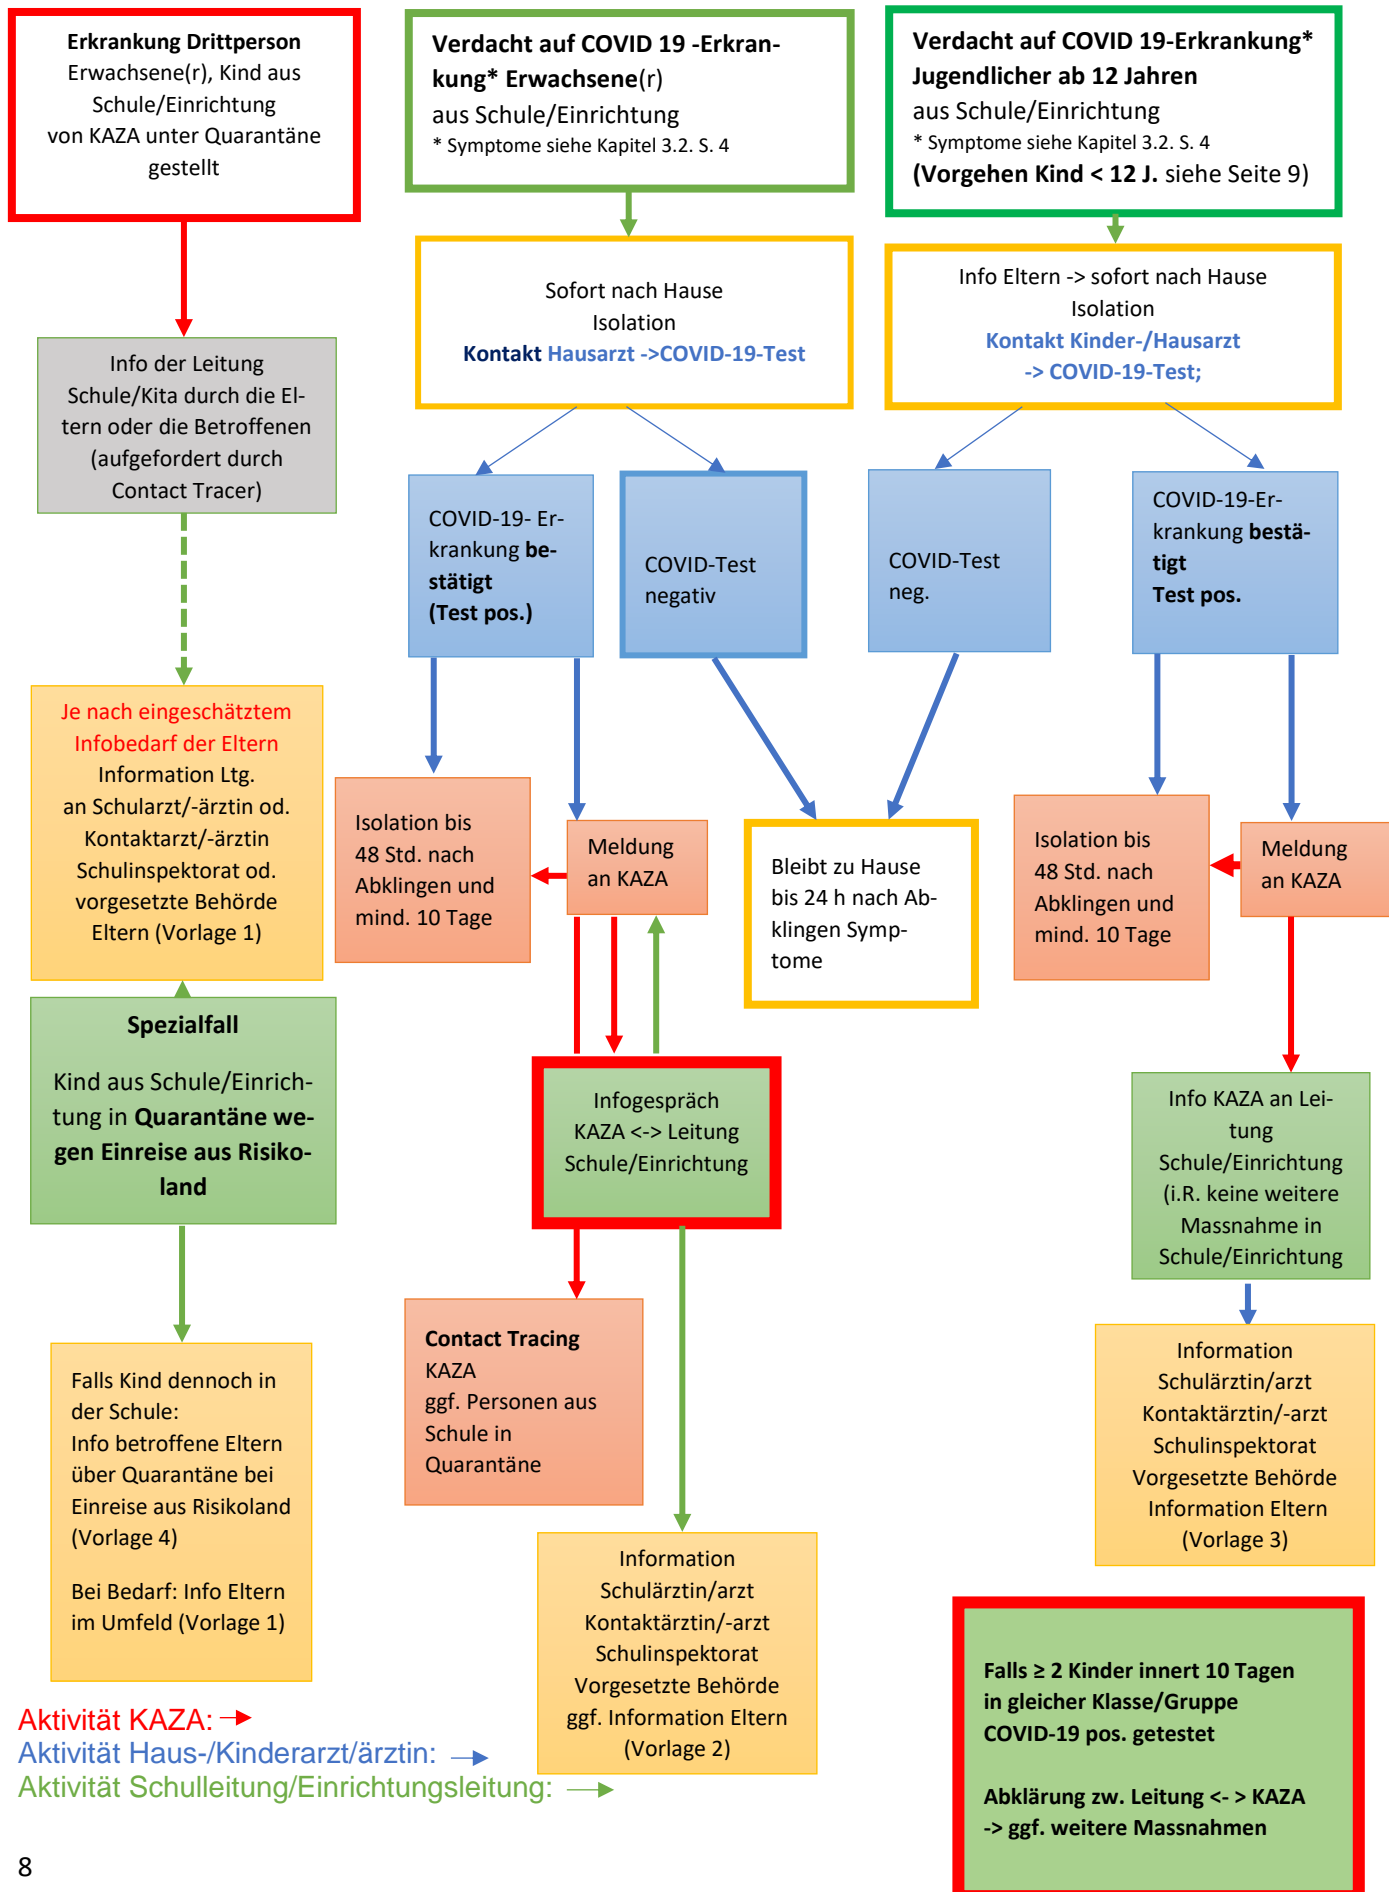 Erkrankung Drittperson
Erwachsene(r), Kind aus
Schule/Einrichtung
von KAZA unter Quarantäne
gestellt
Verdacht auf COVID 19 -Erkran-
kung* Erwachsene(r)
aus Schule/Einrichtung
* Symptome siehe Kapitel 3.2. S. 4
Verdacht auf COVID 19-Erkrankung*
Jugendlicher ab 12 Jahren
aus Schule/Einrichtung
* Symptome siehe Kapitel 3.2. S. 4
(Vorgehen Kind < 12 J. siehe Seite 9)
Sofort nach Hause
Isolation
Kontakt Hausarzt ->COVID-19-Test
Info Eltern -> sofort nach Hause
Isolation
Kontakt Kinder-/Hausarzt
-> COVID-19-Test;
Info der Leitung
Schule/Kita durch die El-
tern oder die Betroffenen
(aufgefordert durch
Contact Tracer)
COVID-19- Er-
krankung be-
stätigt
(Test pos.)
COVID-Test
negativ
COVID-Test
neg.
COVID-19-Er-
krankung bestä-
tigt
Test pos.
Je nach eingeschätztem
Infobedarf der Eltern
Information Ltg.
an Schularzt/-ärztin od.
Kontaktarzt/-ärztin
Schulinspektorat od.
vorgesetzte Behörde
Eltern (Vorlage 1)
Isolation bis
48 Std. nach
Abklingen und
mind. 10 Tage
Meldung
an KAZA
Bleibt zu Hause
bis 24 h nach Ab-
klingen Symp-
tome
Isolation bis
48 Std. nach
Abklingen und
mind. 10 Tage
Meldung
an KAZA
Spezialfall
Kind aus Schule/Einrich-
tung in Quarantäne we-
gen Einreise aus Risiko-
land
Infogespräch
KAZA <-> Leitung
Schule/Einrichtung
Info KAZA an Lei-
tung
Schule/Einrichtung
(i.R. keine weitere
Massnahme in
Schule/Einrichtung
Falls Kind dennoch in
der Schule:
Info betroffene Eltern
über Quarantäne bei
Einreise aus Risikoland
(Vorlage 4)
Bei Bedarf: Info Eltern
im Umfeld (Vorlage 1)
Contact Tracing
KAZA
ggf. Personen aus
Schule in
Quarantäne
Information
Schulärztin/arzt
Kontaktärztin/-arzt
Schulinspektorat
Vorgesetzte Behörde
Information Eltern
(Vorlage 3)
Information
Schulärztin/arzt
Kontaktärztin/-arzt
Schulinspektorat
Vorgesetzte Behörde
ggf. Information Eltern
(Vorlage 2)
Falls ≥ 2 Kinder innert 10 Tagen
in gleicher Klasse/Gruppe
COVID-19 pos. getestet
Abklärung zw. Leitung <- > KAZA
-> ggf. weitere Massnahmen
Aktivität KAZA:
Aktivität Haus-/Kinderarzt/ärztin:
Aktivität Schulleitung/Einrichtungsleitung:
8